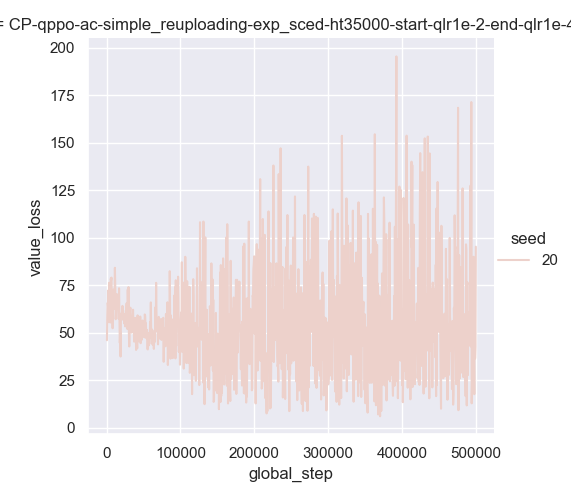 = CP-qppo-ac-simple_reuploading-exp_sced-ht35000-start-qlr1e-2-end-qlr1e-4
200
175
150
125
100
75
50
25
0
value_loss
0 100000 200000 300000 400000 500000
global_step
seed
20